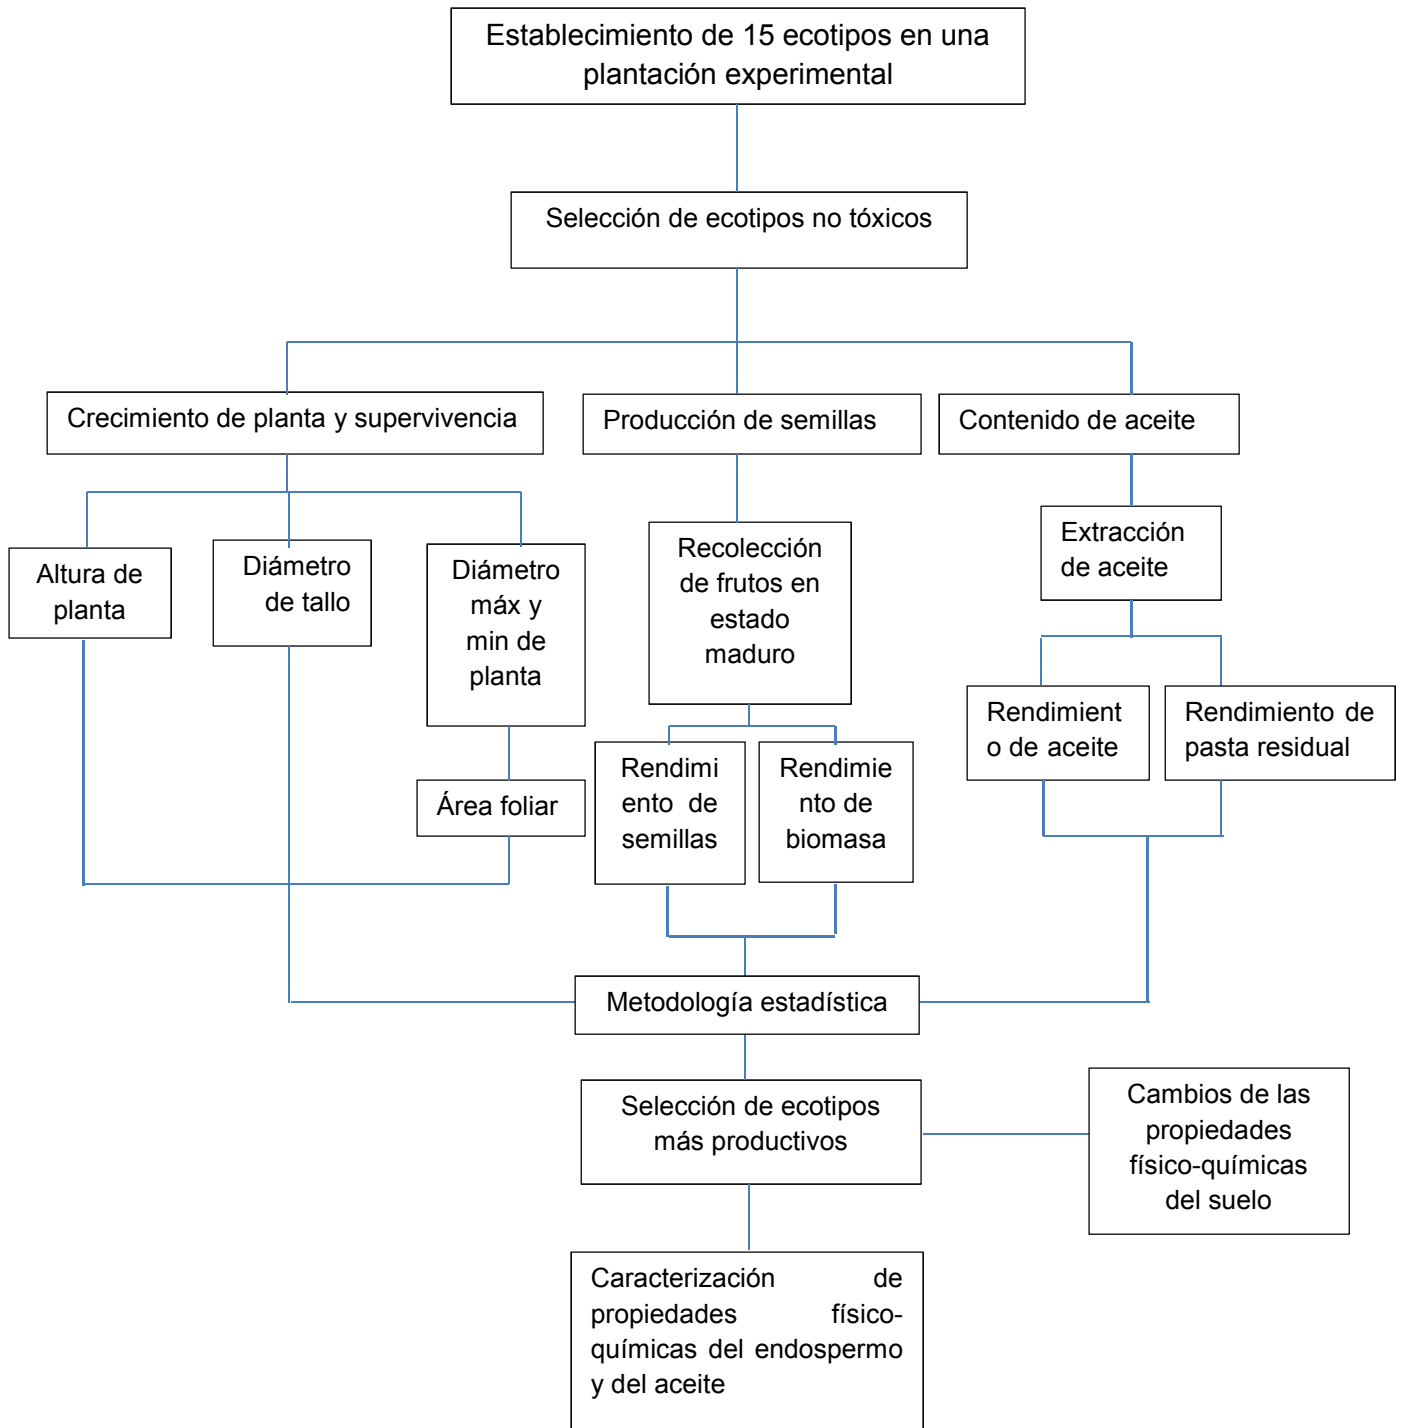 Establecimiento de 15 ecotipos en una
plantación experimental
Selección de ecotipos no tóxicos
Crecimiento de planta y supervivencia
Producción de semillas
Contenido de aceite
Altura de
planta
Diámetro
de tallo
Diámetro
máx y
min de
planta
Recolección
de frutos en
estado
maduro
Extracción
de aceite
Área foliar
Rendimi
ento de
semillas
Rendimie
nto de
biomasa
Rendimient
o de aceite
Rendimiento de
pasta residual
Metodología estadística
Selección de ecotipos
más productivos
Cambios de las
propiedades
físico-químicas
del suelo
Caracterización de
propiedades físico-
químicas del endospermo
y del aceite